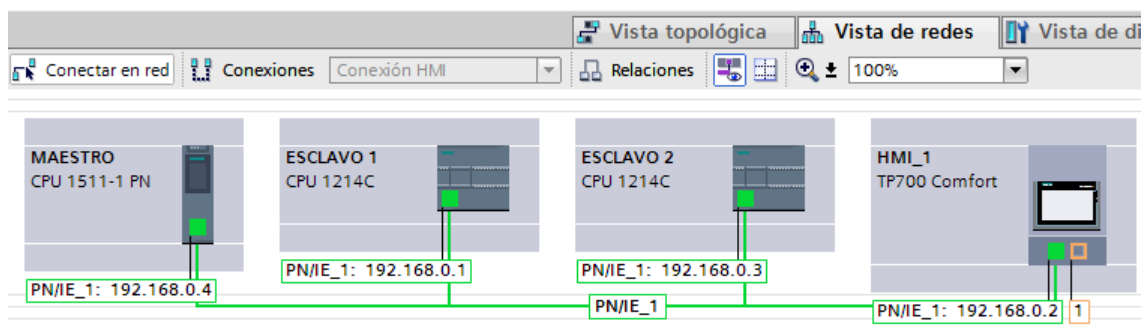 Vista topológica
Vista de redes
Vista de di
Conectar en red
Conexiones
Conexión HMI
Relaciones
100%
MAESTRO
CPU 1511-1 PN
ESCLAVO 1
CPU 1214C
ESCLAVO 2
CPU 1214C
HMI_1
TP700 Comfort
PN/IE_1: 192.168.0.4
PN/IE_1: 192.168.0.1
PN/IE_1: 192.168.0.3
PN/IE_1
PN/IE_1: 192.168.0.2
1